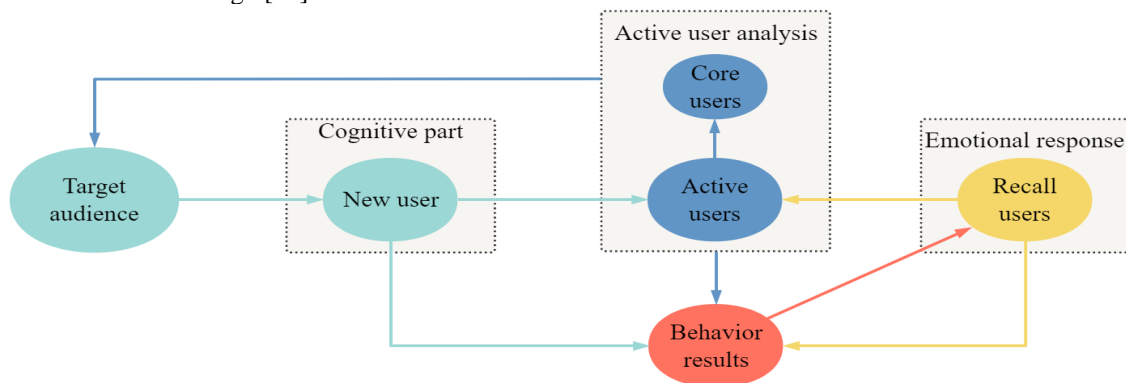 Active user analysis
Core
users
Cognitive part
Emotional response
Target
audience
New user
Active
users
Recall
users
Behavior
results